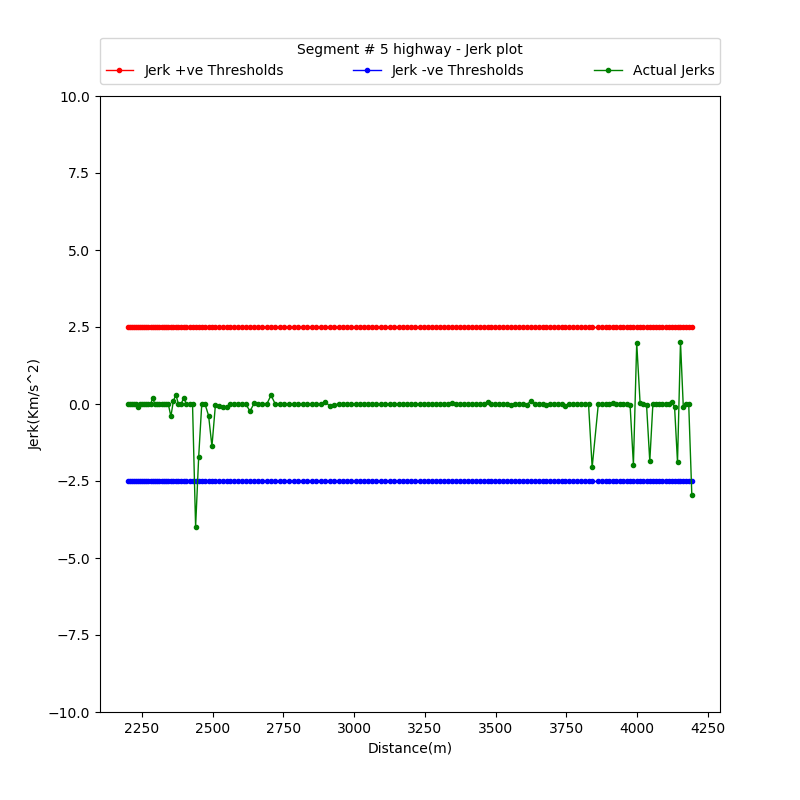 Segment # 5 highway - Jerk plot
Jerk +ve Thresholds Jerk -ve Thresholds Actual Jerks
10.0
7.5
5.0
2.5
0.0
−2.5
−5.0
−7.5
−10.0
Jerk(Km/s^2)
2250 2500 2750 3000 3250 3500 3750 4000 4250
Distance(m)